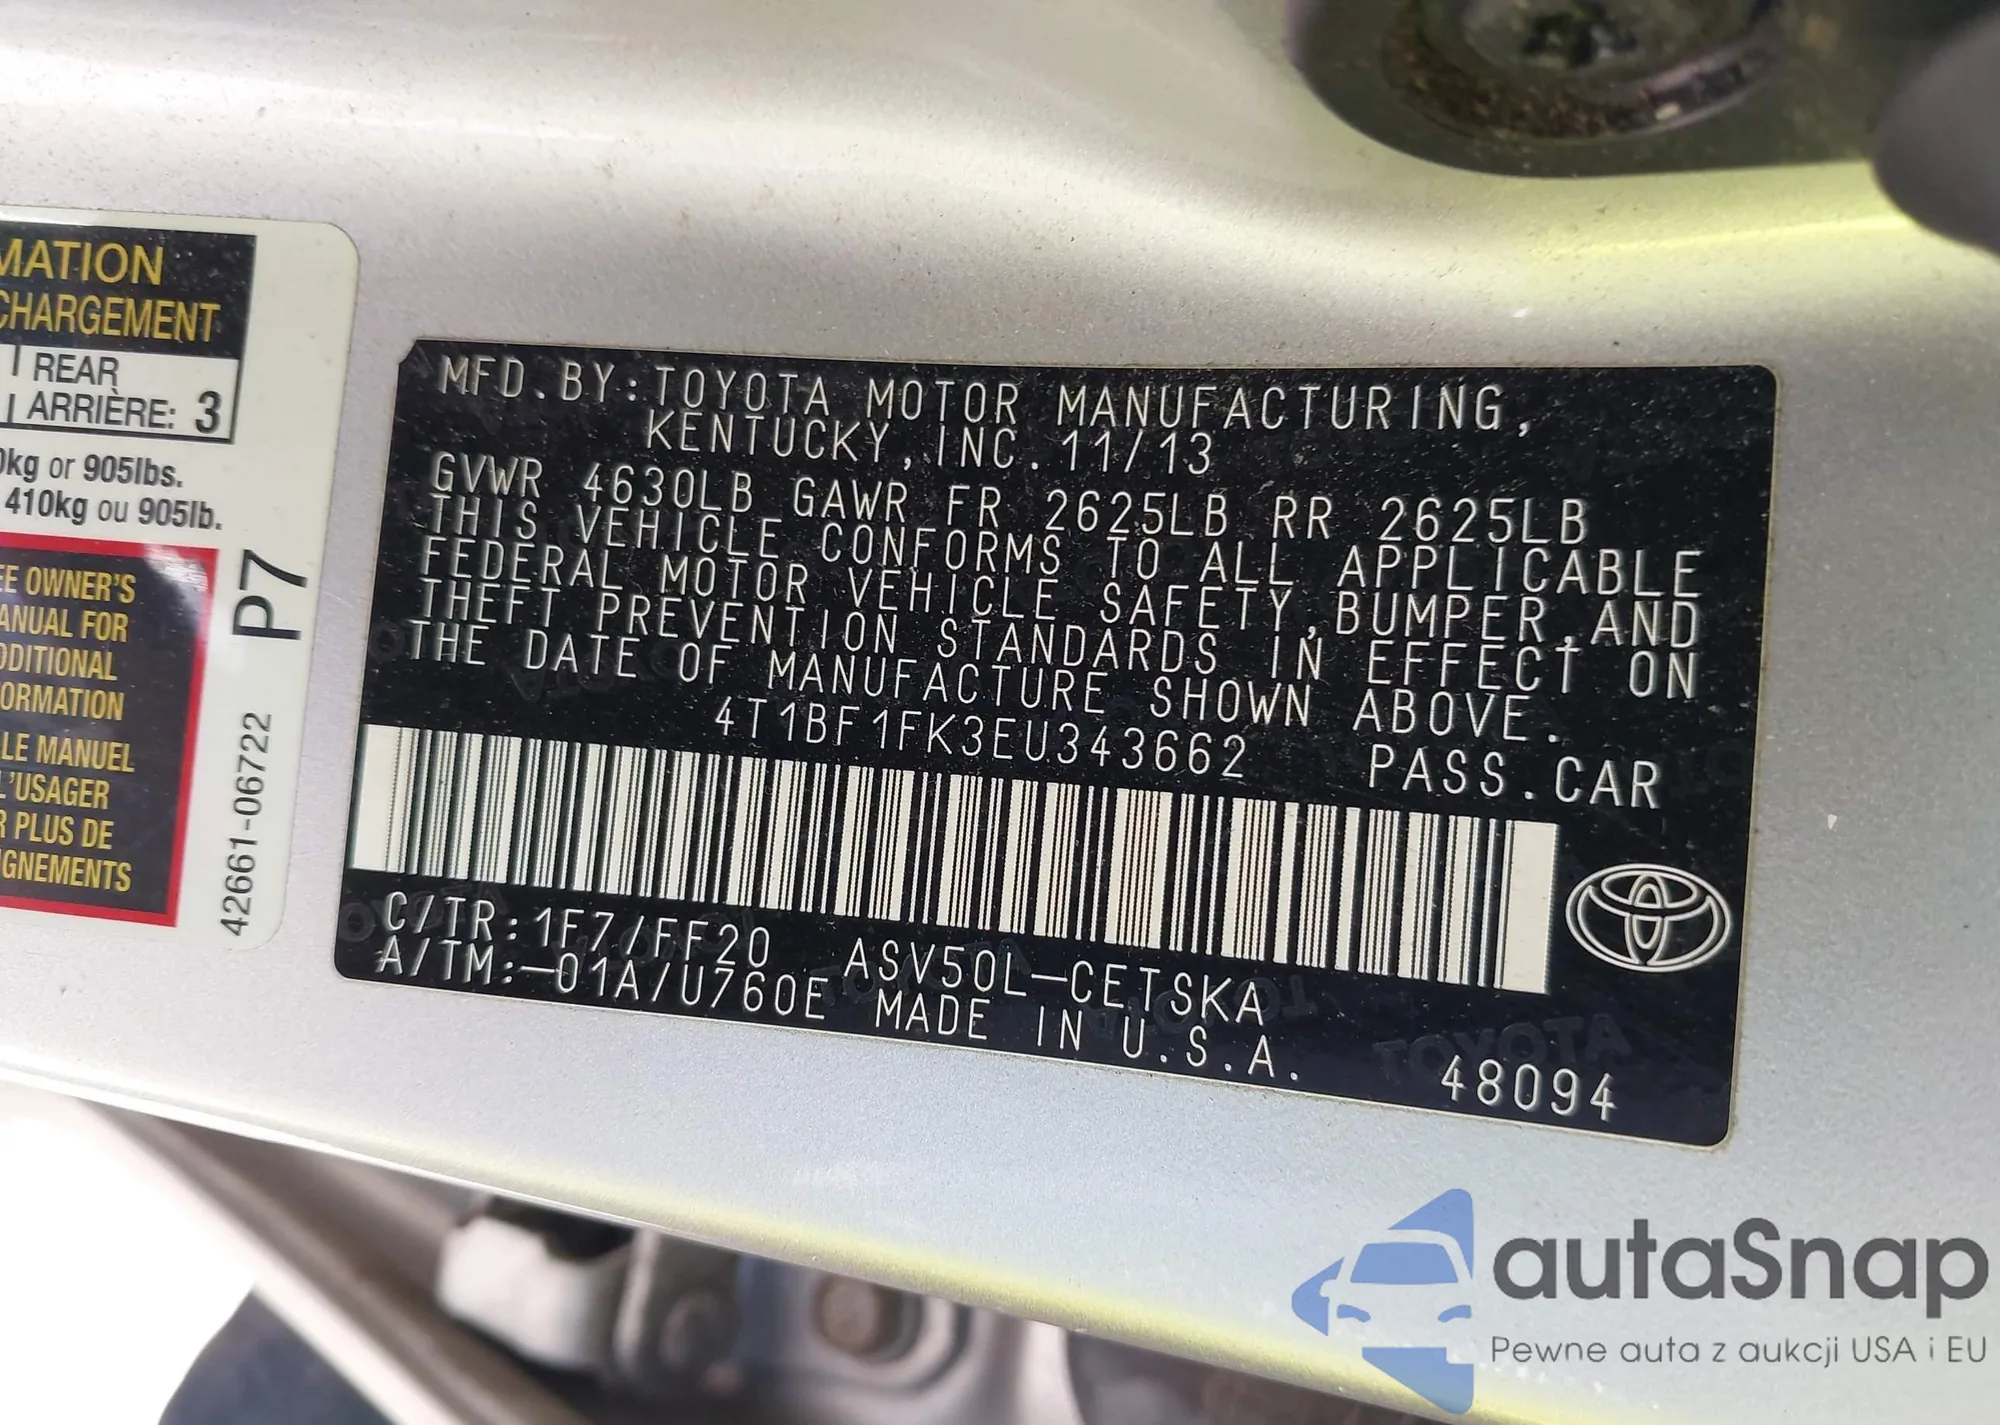 MATION
CHARGEMENT
REAR
ARRIÈRE: 3
0kg or 905lbs.
410kg ou 905lb.
EE OWNER'S
ANUAL FOR
DDITIONAL
FORMATION
LE MANUEL
L'USAGER
R PLUS DE
IGNEMENTS
P7
42661-06722
MFD.BY:TOYOTA MOTOR MANUFACTURING,
KENTUCKY,INC.11/13
GVWR 4630LB GAWR FR 2625LB RR 2625LB
THIS VEHICLE CONFORMS TO ALL APPLICABLE
FEDERAL MOTOR VEHICLE SAFETY,BUMPER,AND
THEFT PREVENTION STANDARDS IN EFFECT ON
THE DATE OF MANUFACTURE SHOWN ABOVE.
4T1BF1FK3EU343662 PASS.CAR
C/TR:1F7/FF20 ASV50L-CETSKA
A/TM:-01A/U760E MADE IN U.S.A.
48094
autaSnap
Pewne auta z aukcji USA i EU